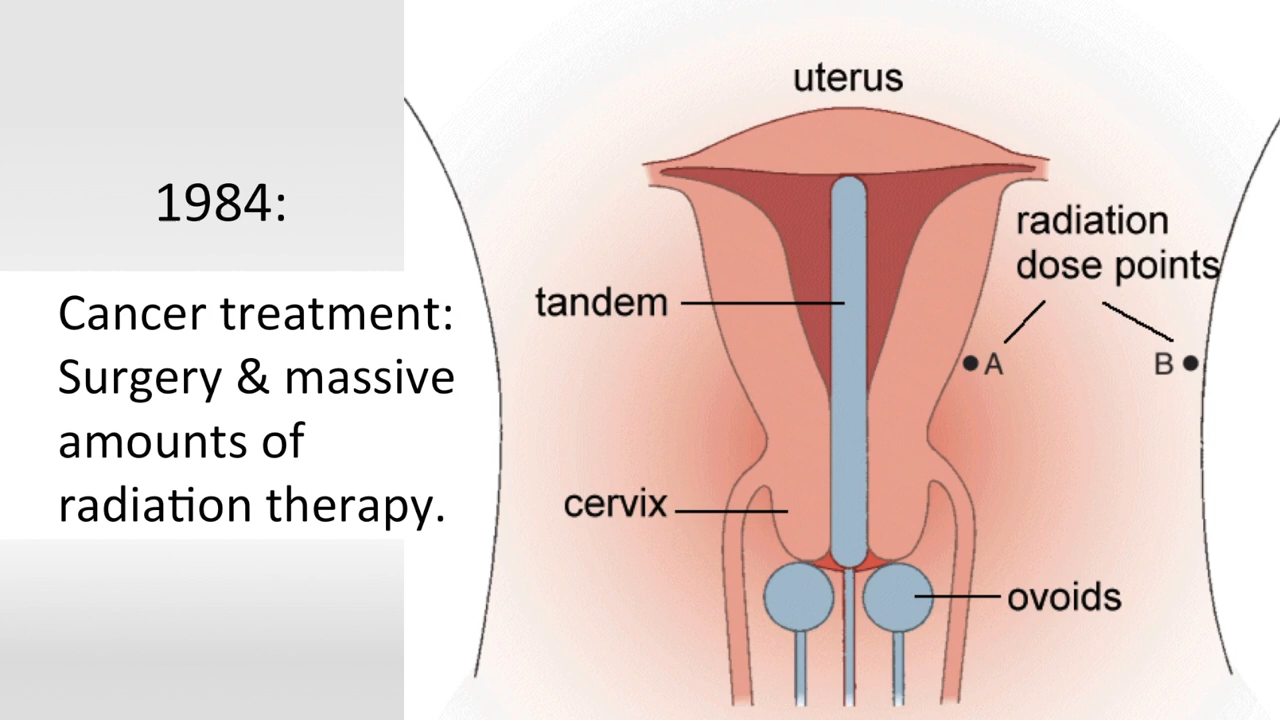 1984:
Cancer treatment:
Surgery & massive
amounts of
radiation therapy.
uterus
radiation
dose points
tandem
A
B
cervix
ovoids